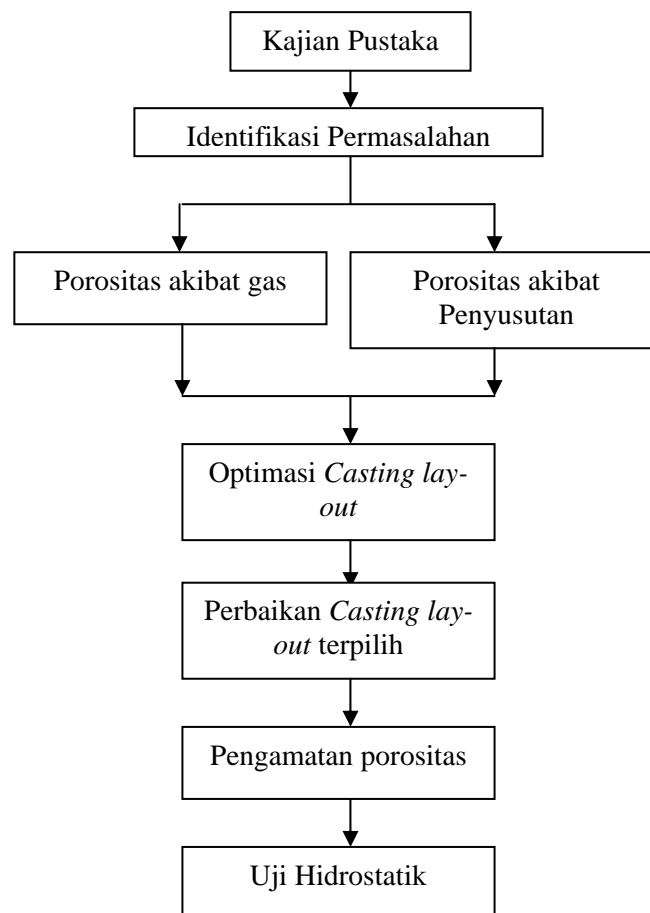 Kajian Pustaka
Identifikasi Permasalahan
Porositas akibat gas
Porositas akibat
Penyusutan
Optimasi Casting lay-
out
Perbaikan Casting lay-
out terpilih
Pengamatan porositas
Uji Hidrostatik